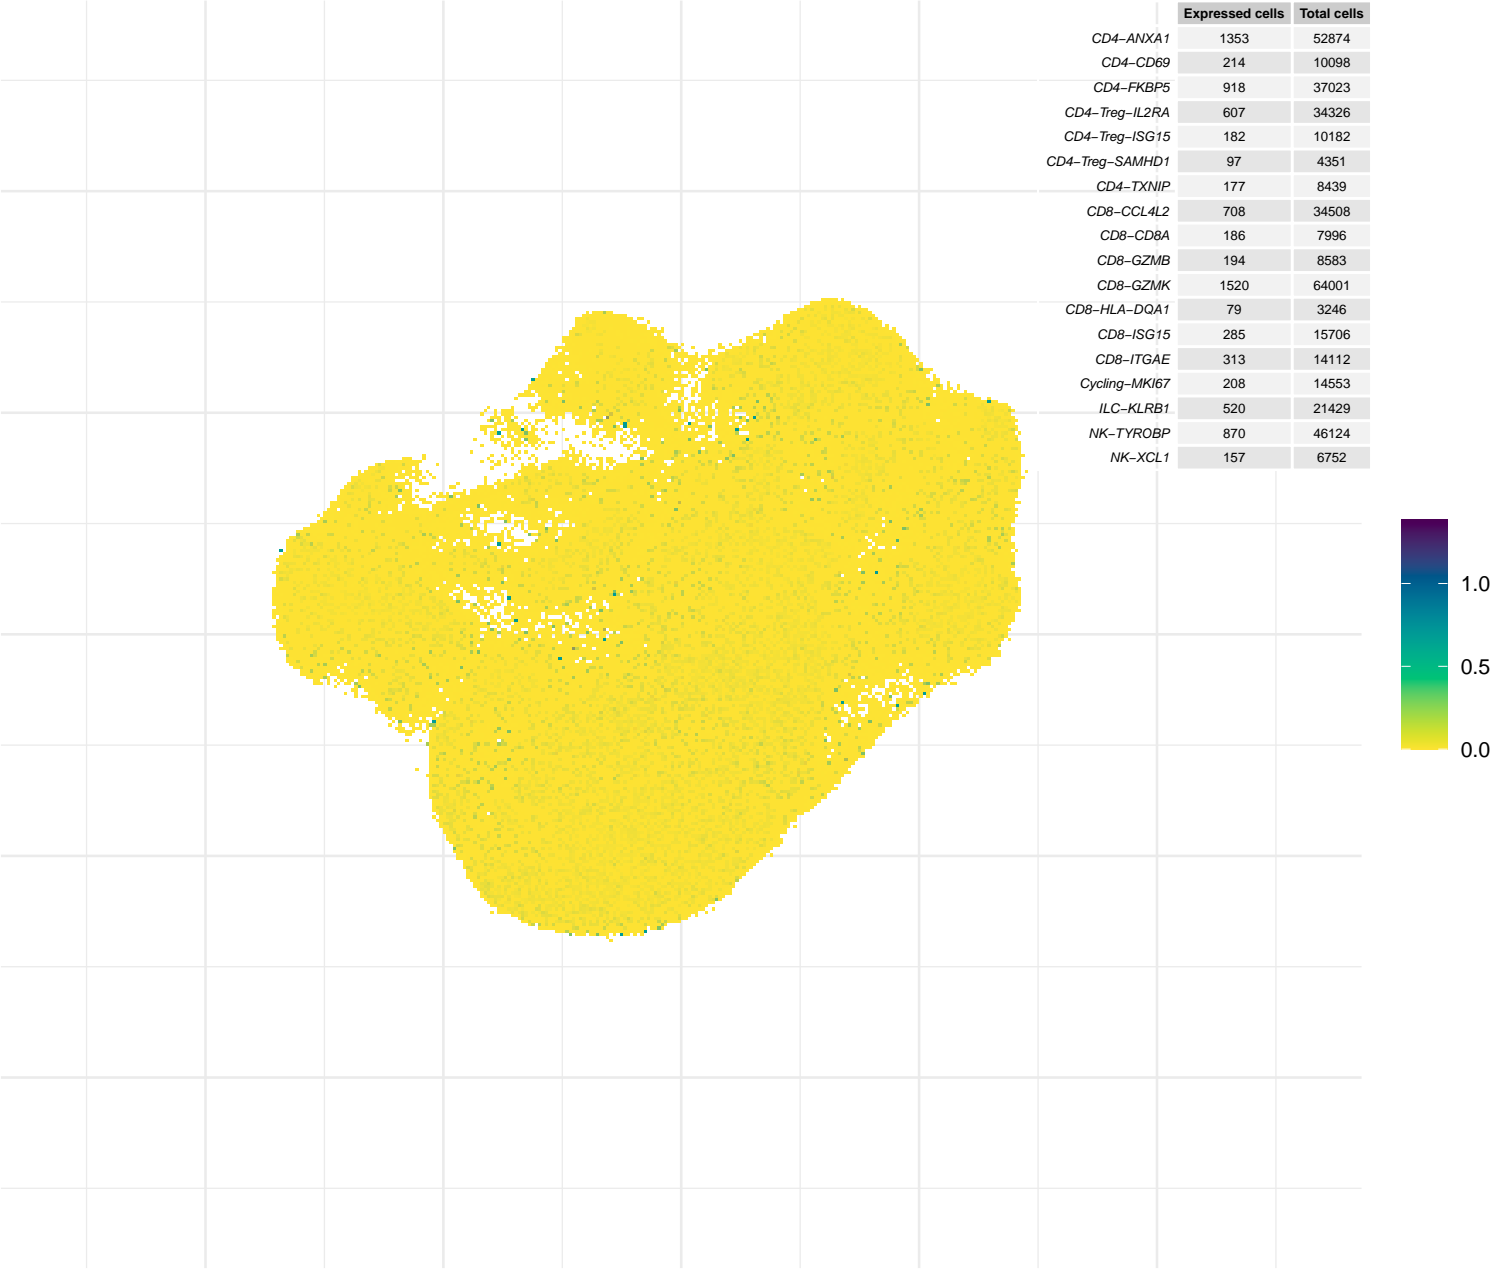 Expressed cells Total cells
CD4−ANXA1 1353 52874
CD4−CD69 214 10098
CD4−FKBP5 918 37023
CD4−Treg−IL2RA 607 34326
CD4−Treg−ISG15 182 10182
CD4−Treg−SAMHD1 97 4351
CD4−TXNIP 177 8439
CD8−CCL4L2 708 34508
CD8−CD8A 186 7996
CD8−GZMB 194 8583
CD8−GZMK 1520 64001
CD8−HLA−DQA1 79 3246
CD8−ISG15 285 15706
CD8−ITGAE 313 14112
Cycling−MKI67 208 14553
ILC−KLRB1 520 21429
NK−TYROBP 870 46124
NK−XCL1 157 6752
1.0
0.5
0.0